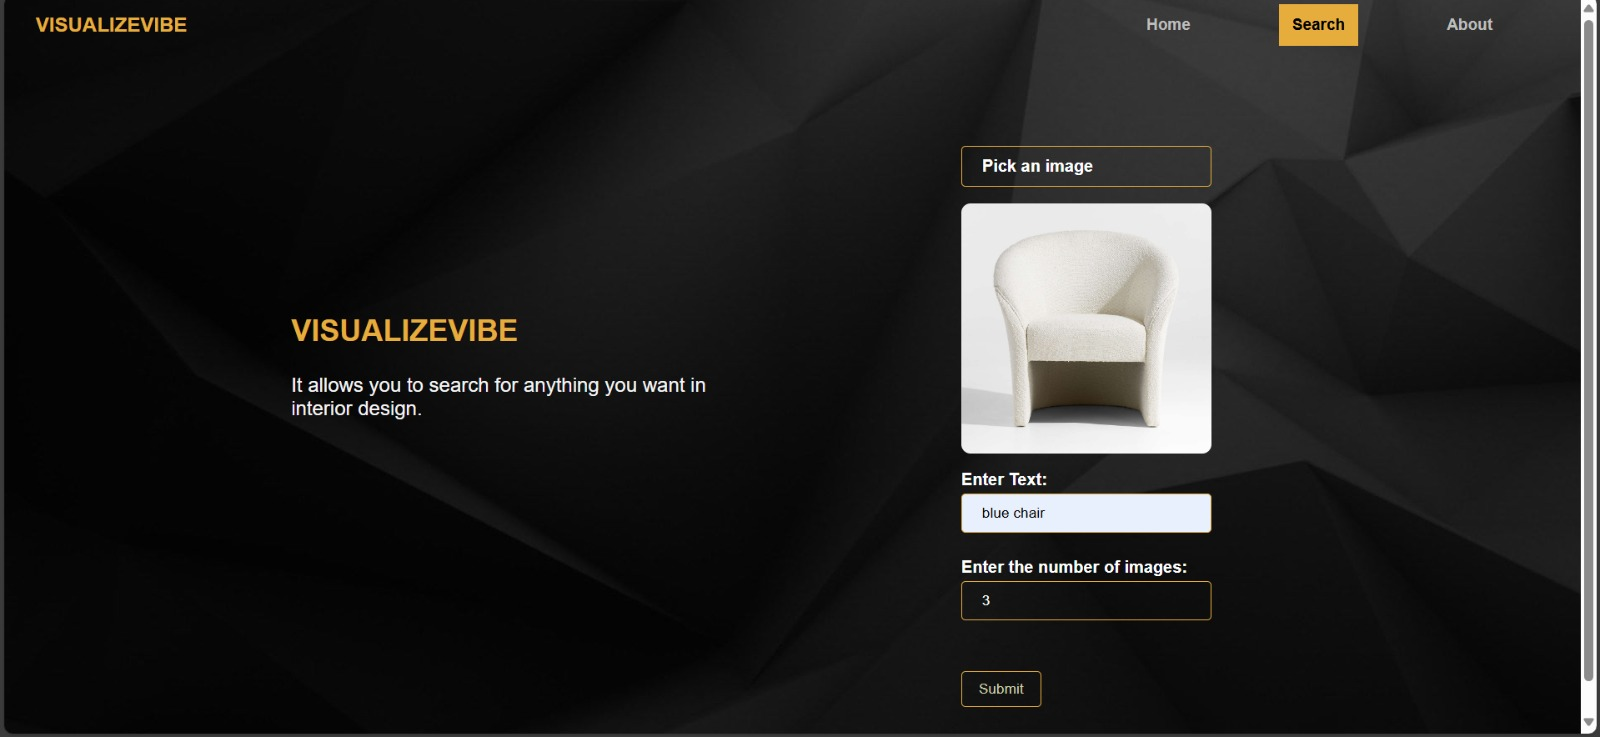 VISUALIZEVIBE
Home
Search
About
Pick an image
VISUALIZEVIBE
It allows you to search for anything you want in
interior design.
Enter Text:
blue chair
Enter the number of images:
3
Submit